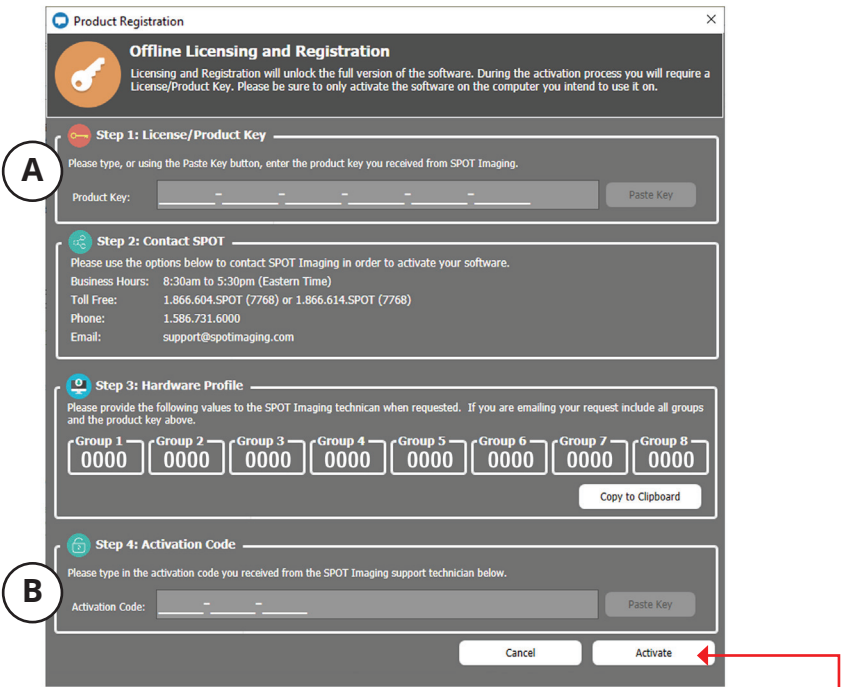 Product Registration
Offline Licensing and Registration
Licensing and Registration will unlock the full version of the software. During the activation process you will require a
License/Product Key. Please be sure to only activate the software on the computer you intend to use it on.
A
Step 1: License/Product Key
Please type, or using the Paste Key button, enter the product key you received from SPOT Imaging.
Product Key: ______-______-______-______-______-______ Paste Key
Step 2: Contact SPOT
Please use the options below to contact SPOT Imaging in order to activate your software.
Business Hours: 8:30am to 5:30pm (Eastern Time)
Toll Free: 1.866.604.SPOT (7768) or 1.866.614.SPOT (7768)
Phone: 1.586.731.6000
Email: support@spotimaging.com
Step 3: Hardware Profile
Please provide the following values to the SPOT Imaging technican when requested. If you are emailing your request include all groups
and the product key above.
Group 1 Group 2 Group 3 Group 4 Group 5 Group 6 Group 7 Group 8
0000 0000 0000 0000 0000 0000 0000 0000
Copy to Clipboard
Step 4: Activation Code
Please type in the activation code you received from the SPOT Imaging support technician below.
B
Activation Code: _____-_____-_____ Paste Key
Cancel Activate